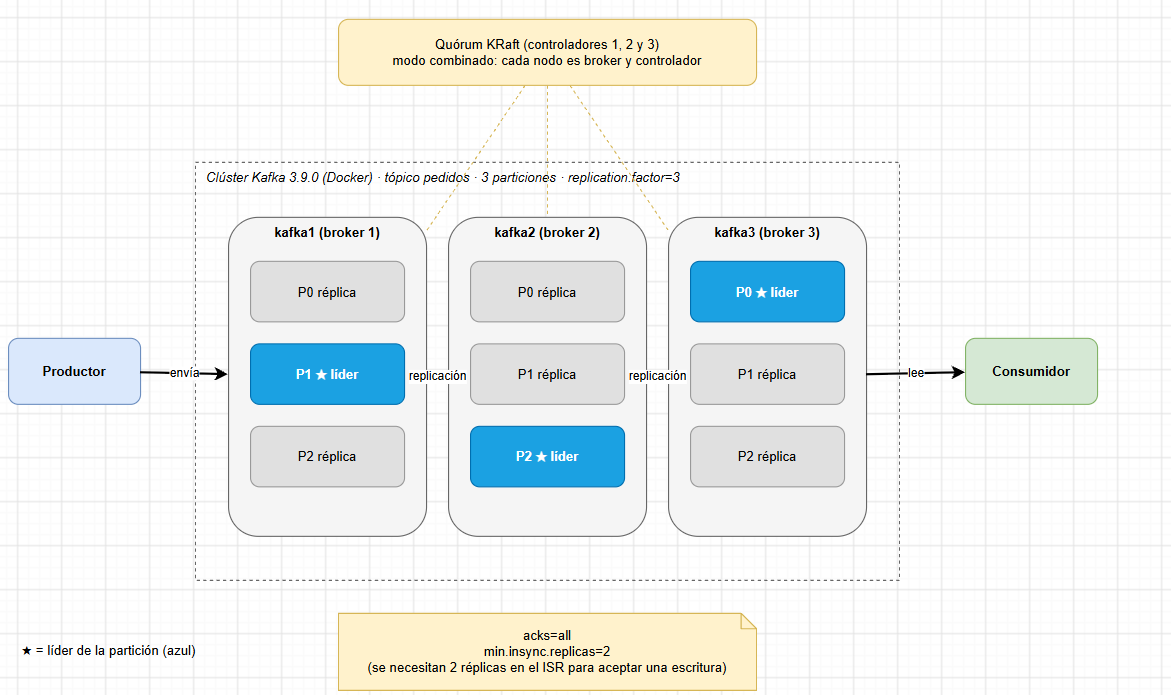 Quórum KRaft (controladores 1, 2 y 3)
modo combinado: cada nodo es broker y controlador
Clúster Kafka 3.9.0 (Docker) · tópico pedidos · 3 particiones · replication.factor=3
kafka1 (broker 1)
kafka2 (broker 2)
kafka3 (broker 3)
P0 réplica
P0 réplica
P0 ★ líder
Productor
envía
P1 ★ líder
replicación
P1 réplica
replicación
P1 réplica
lee
Consumidor
P2 réplica
P2 ★ líder
P2 réplica
acks=all
min.insync.replicas=2
(se necesitan 2 réplicas en el ISR para aceptar una escritura)
★ = líder de la partición (azul)